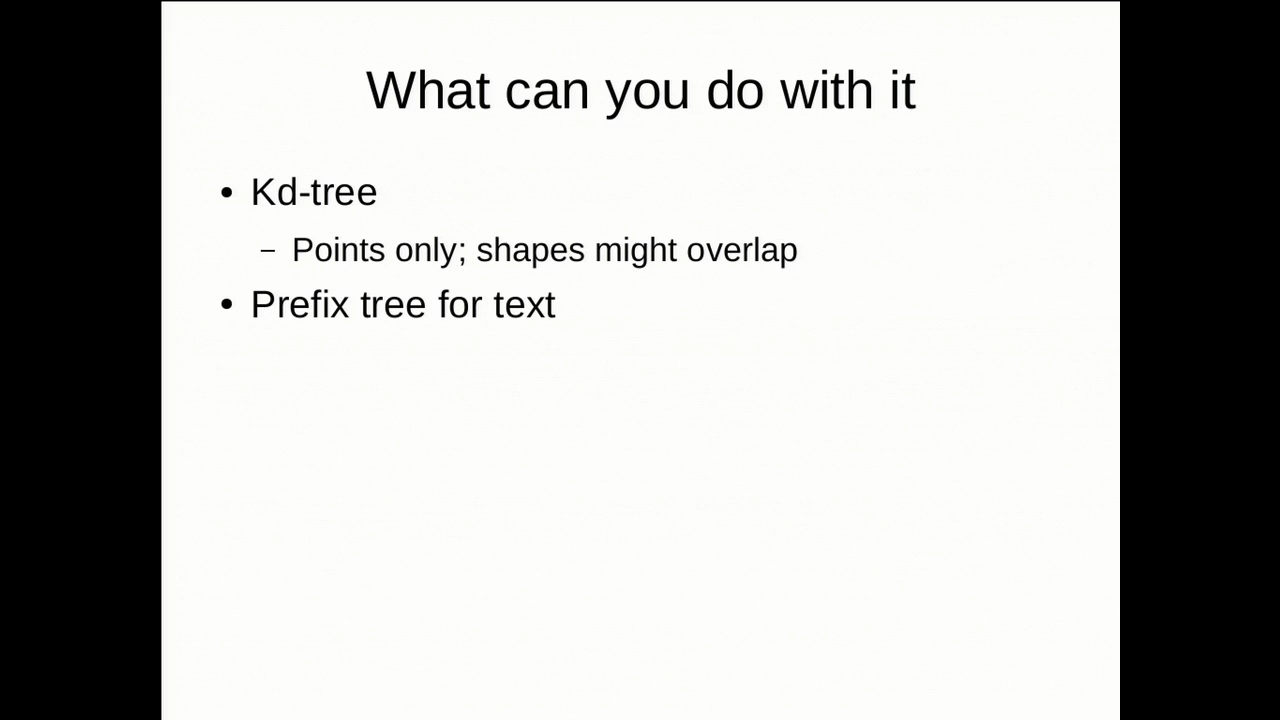 What can you do with it
• Kd-tree
– Points only; shapes might overlap
• Prefix tree for text